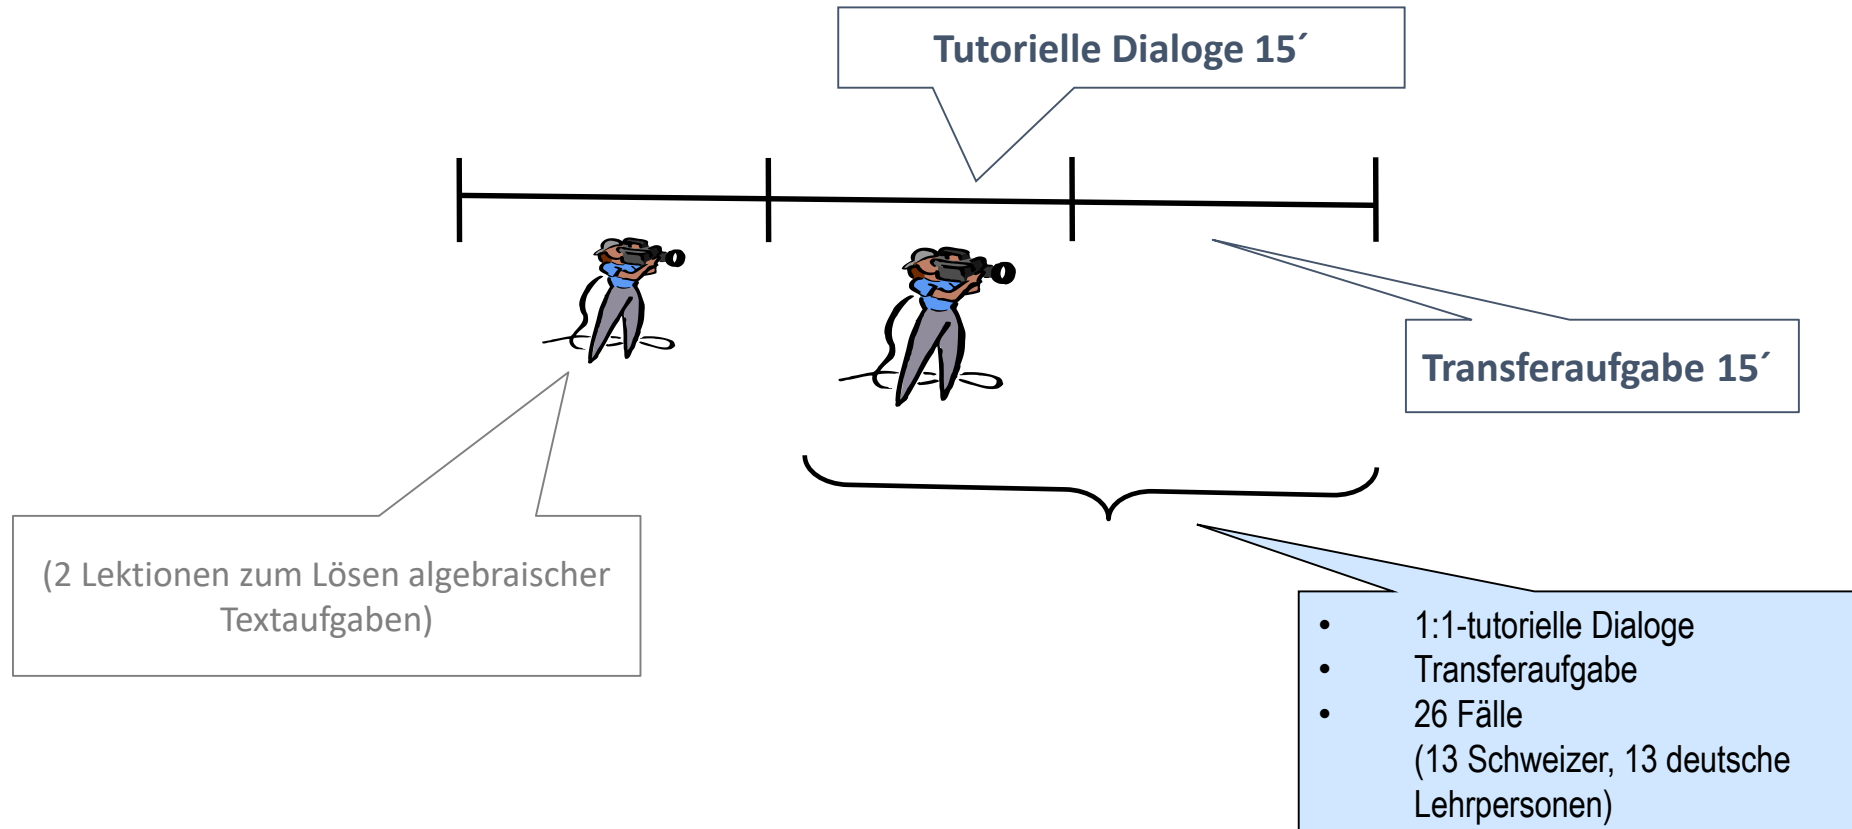 Tutorielle Dialoge 15´
Transferaufgabe 15´
(2 Lektionen zum Lösen algebraischer
Textaufgaben)
• 1:1-tutorielle Dialoge
• Transferaufgabe
• 26 Fälle
(13 Schweizer, 13 deutsche
Lehrpersonen)